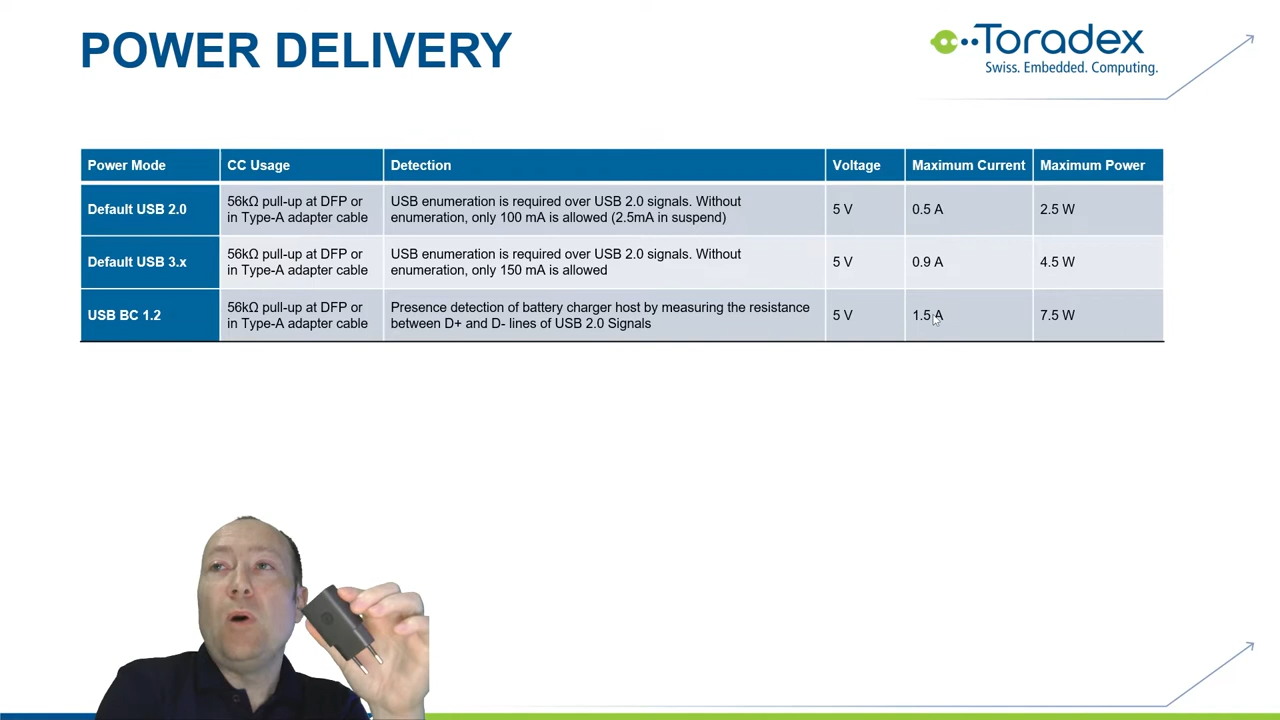 POWER DELIVERY
Toradex
Swiss. Embedded. Computing.
Power Mode CC Usage Detection Voltage Maximum Current Maximum Power
Default USB 2.0 56kΩ pull-up at DFP or USB enumeration is required over USB 2.0 signals. Without 5 V 0.5 A 2.5 W
in Type-A adapter cable enumeration, only 100 mA is allowed (2.5mA in suspend)
Default USB 3.x 56kΩ pull-up at DFP or USB enumeration is required over USB 2.0 signals. Without 5 V 0.9 A 4.5 W
in Type-A adapter cable enumeration, only 150 mA is allowed
USB BC 1.2 56kΩ pull-up at DFP or Presence detection of battery charger host by measuring the resistance 5 V 1.5 A 7.5 W
in Type-A adapter cable between D+ and D- lines of USB 2.0 Signals